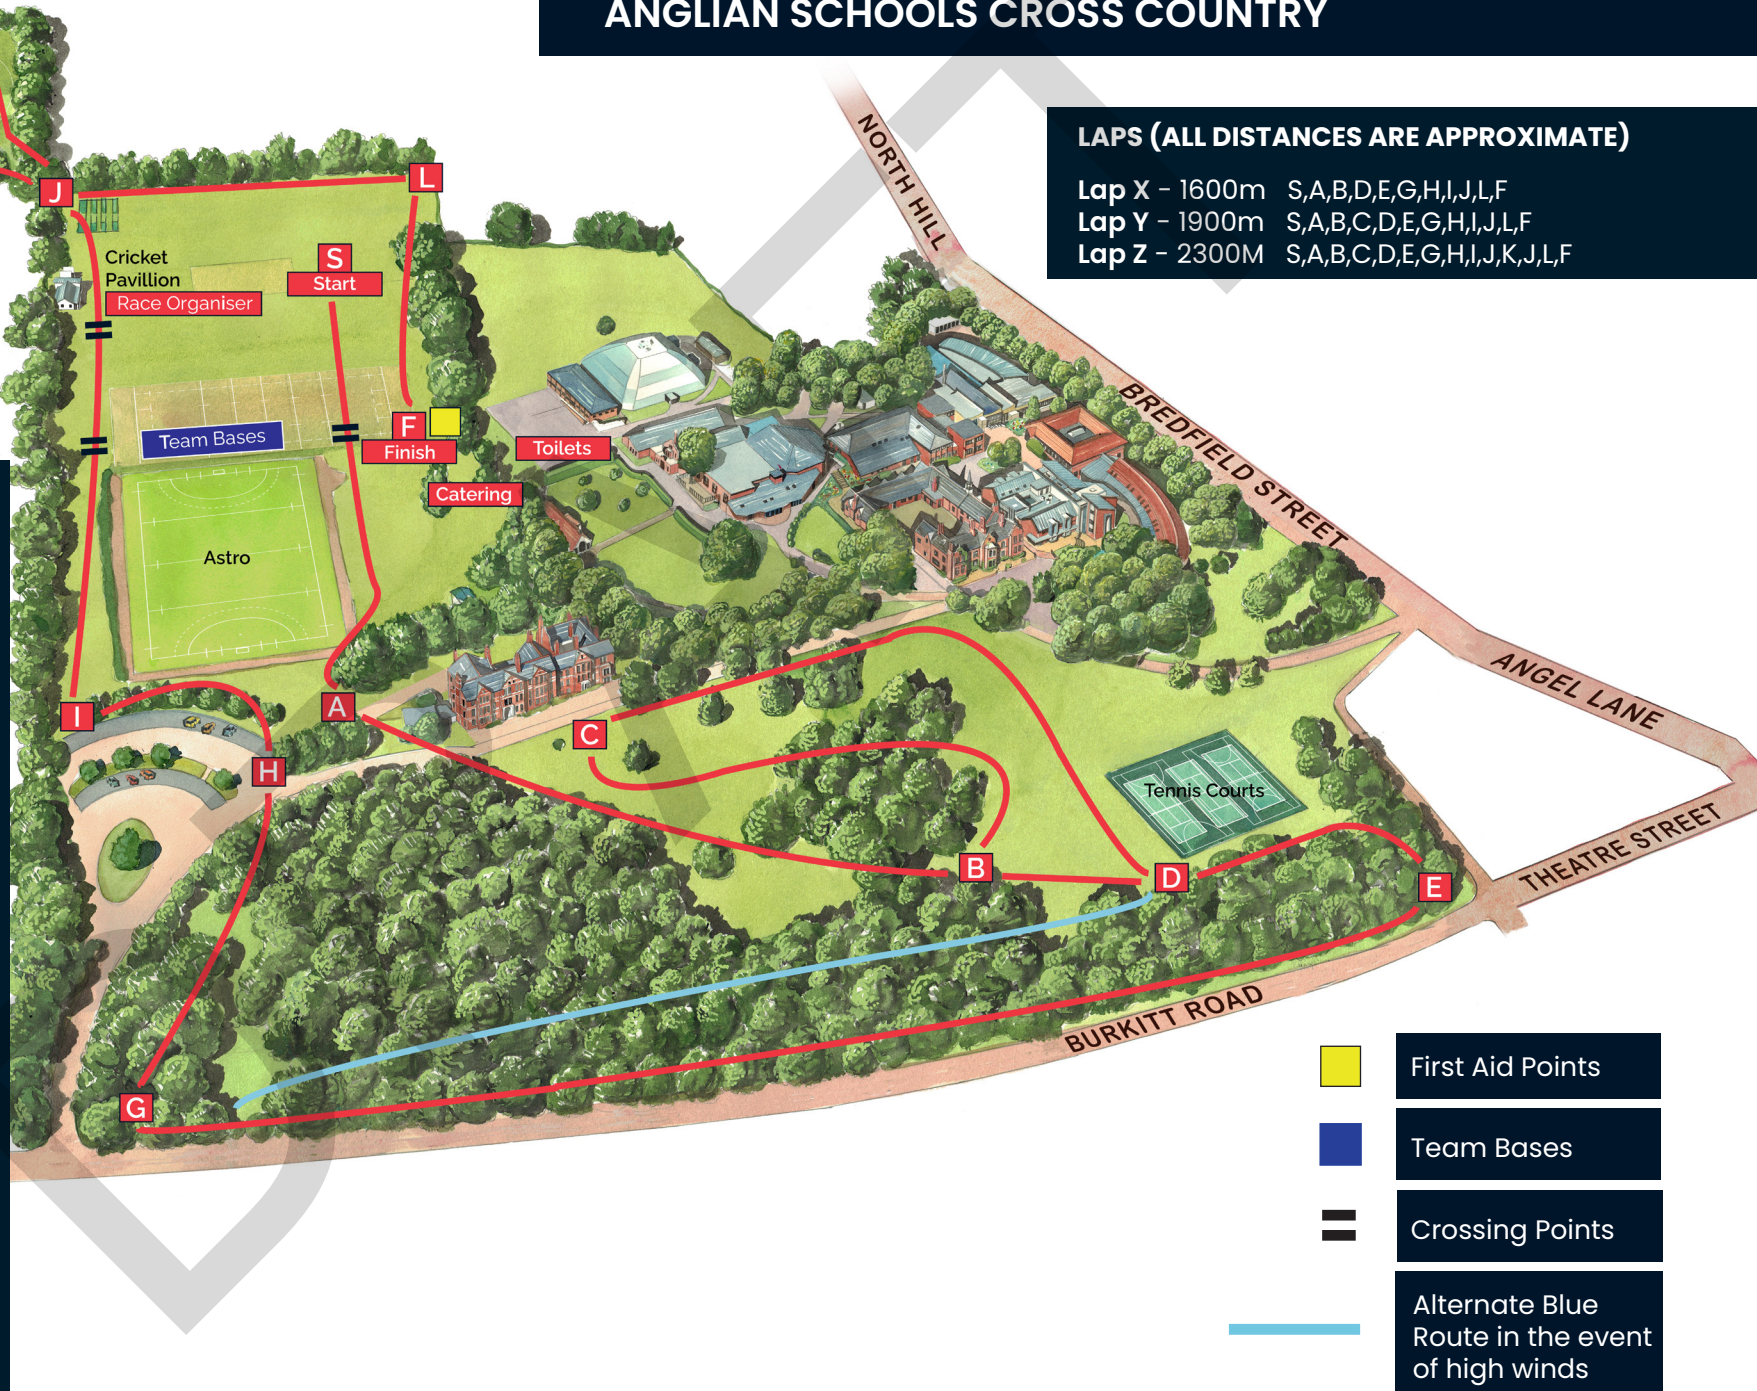 ANGLIAN SCHOOLS CROSS COUNTRY
LAPS (ALL DISTANCES ARE APPROXIMATE)
Lap X - 1600m S,A,B,D,E,G,H,I,J,L,F
Lap Y - 1900m S,A,B,C,D,E,G,H,I,J,L,F
Lap Z - 2300M S,A,B,C,D,E,G,H,I,J,K,J,L,F
NORTH HILL
J
L
Cricket
Pavillion
Race Organiser
S
Start
BREDFIELD STREET
F
Finish
Team Bases
Toilets
Catering
Astro
ANGEL LANE
I
A
C
H
Tennis Courts
THEATRE STREET
B
D
E
BURKITT ROAD
G
First Aid Points
Team Bases
Crossing Points
Alternate Blue
Route in the event
of high winds